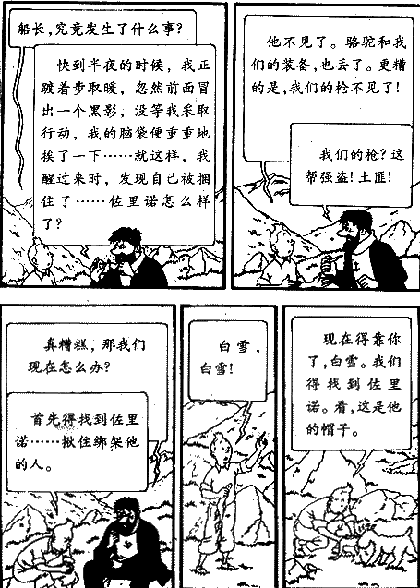 船长,究竟发生了什么事?
快到半夜的时候,我正
踱着步取暖,忽然前面冒
出一个黑影,没等我采取
行动,我的脑袋便重重地
挨了一下……就这样,我
醒过来时,发现自己被捆
住了……佐里诺怎么样
了?
他不见了。骆驼和我
们的装备,也丢了。更糟
的是,我们的枪不见了!
我们的枪?这
帮强盗!土匪!
真糟糕,那我们
现在怎么办?
首先得找到佐里
诺……揪住绑架他
的人。
白雪,
白雪!
现在得靠你
了,白雪。我们
得找到佐里
诺。看,这是他
的帽子。